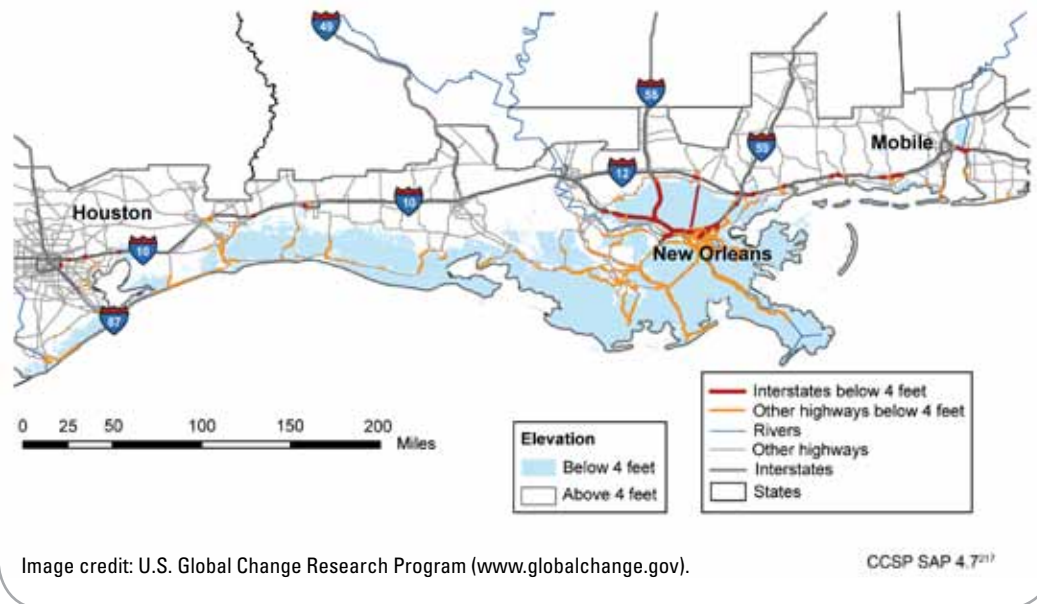 49
55
59
Mobile
12
10
Houston
10
New Orleans
87
Interstates below 4 feet
Other highways below 4 feet
Rivers
Other highways
Interstates
States
0 25 50 100 150 200 Miles
Elevation
Below 4 feet
Above 4 feet
Image credit: U.S. Global Change Research Program (www.globalchange.gov).
CCSP SAP 4.7²¹⁷